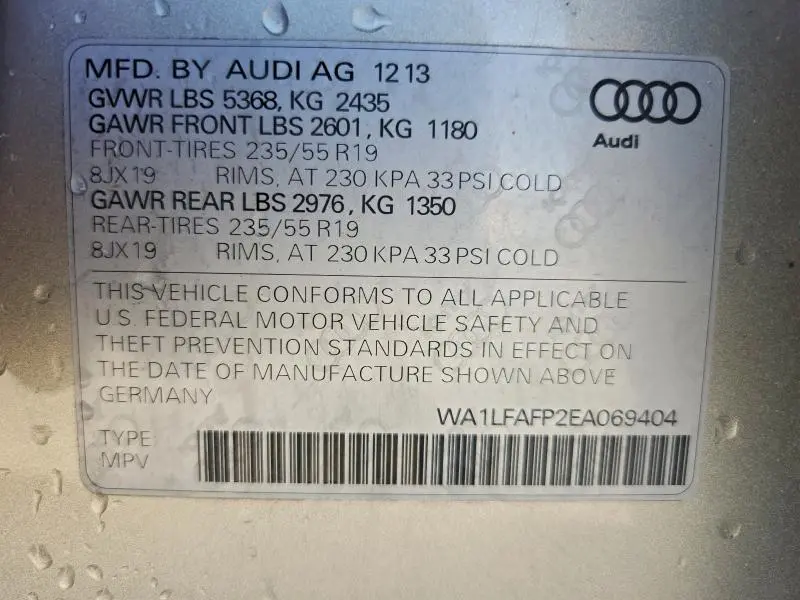 MFD. BY AUDI AG 12 13
GVWR LBS 5368, KG 2435
GAWR FRONT LBS 2601, KG 1180
FRONT-TIRES 235/55 R19
8JX19 RIMS, AT 230 KPA 33 PSI COLD
GAWR REAR LBS 2976, KG 1350
REAR-TIRES 235/55 R19
8JX19 RIMS, AT 230 KPA 33 PSI COLD
Audi
THIS VEHICLE CONFORMS TO ALL APPLICABLE
U.S. FEDERAL MOTOR VEHICLE SAFETY AND
THEFT PREVENTION STANDARDS IN EFFECT ON
THE DATE OF MANUFACTURE SHOWN ABOVE
GERMANY
WA1LFAFP2EA069404
TYPE
MPV